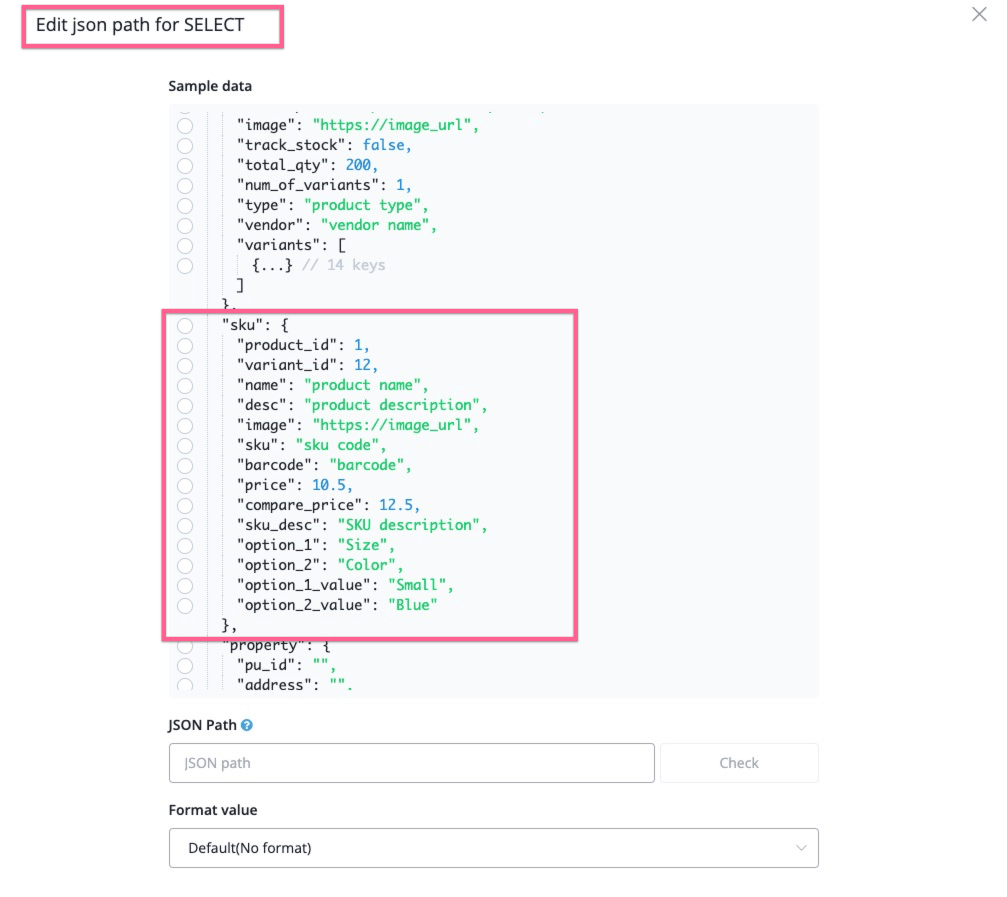 Edit json path for SELECT
Sample data
"image": "https://image_url",
"track_stock": false,
"total_qty": 200,
"num_of_variants": 1,
"type": "product type",
"vendor": "vendor name",
"variants": [
{...} // 14 keys
]
},
"sku": {
"product_id": 1,
"variant_id": 12,
"name": "product name",
"desc": "product description",
"image": "https://image_url",
"sku": "sku code",
"barcode": "barcode",
"price": 10.5,
"compare_price": 12.5,
"sku_desc": "SKU description",
"option_1": "Size",
"option_2": "Color",
"option_1_value": "Small",
"option_2_value": "Blue"
},
"property": {
"pu_id": "",
"address": "",
JSON Path ?
JSON path
Check
Format value
Default(No format)